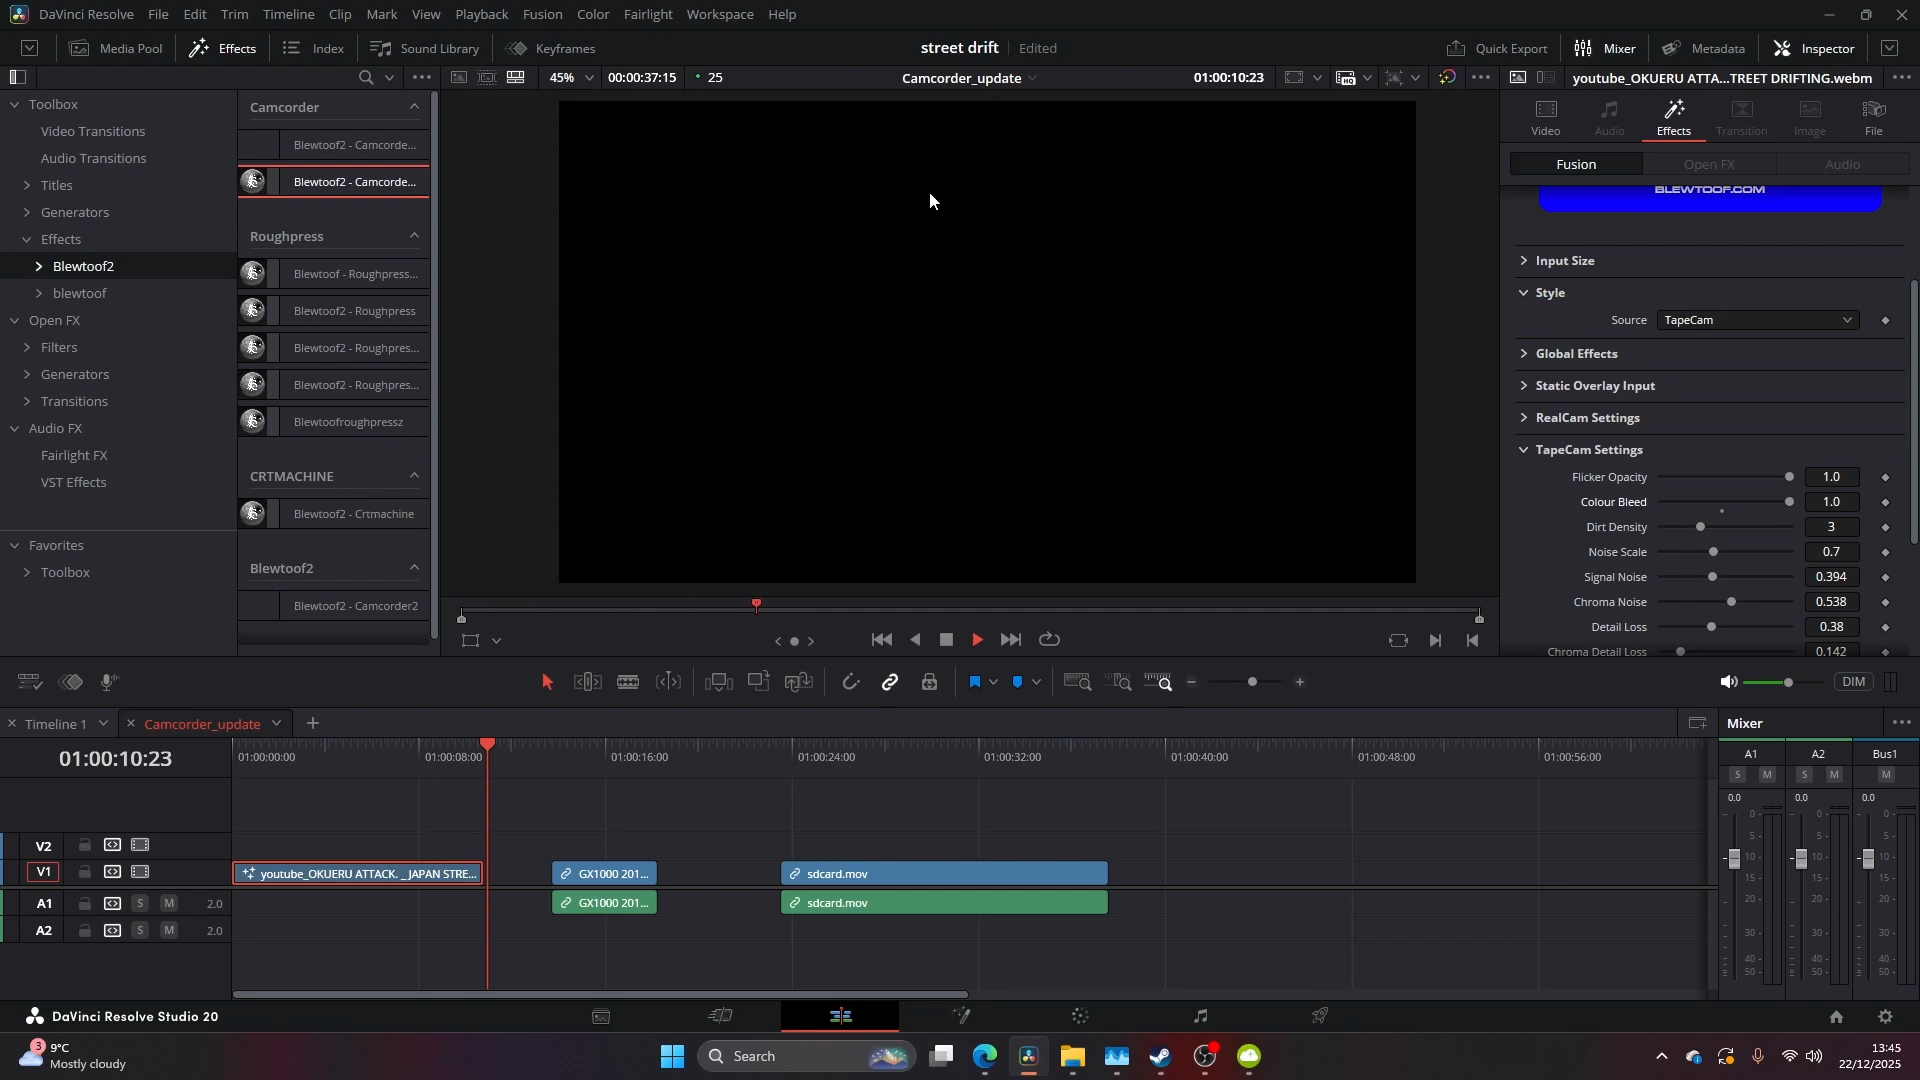 DaVinci Resolve File Edit Trim Timeline Clip Mark View Playback Fusion Color Fairlight Workspace Help
Media Pool Effects Index Sound Library Keyframes street drift Edited Quick Export Mixer Metadata Inspector
45% 00:00:37:15 25 Camcorder_update 01:00:10:23 youtube_OKUERU ATTA...TREET DRIFTING.webm
Toolbox
Video Transitions
Audio Transitions
Titles
Generators
Effects
Blewtoof2
blewtoof
Open FX
Filters
Generators
Transitions
Audio FX
Fairlight FX
VST Effects
Favorites
Toolbox
Camcorder
Blewtoof2 - Camcorde...
Blewtoof2 - Camcorde...
Roughpress
Blewtoof - Roughpress...
Blewtoof2 - Roughpress
Blewtoof2 - Roughpres...
Blewtoof2 - Roughpres...
Blewtoofroughpressz
CRTMACHINE
Blewtoof2 - Crtmachine
Blewtoof2
Blewtoof2 - Camcorder2
Video Audio Effects Transition Image File
Fusion Open FX Audio
BLEWTOOF.COM
Input Size
Style
Source TapeCam
Global Effects
Static Overlay Input
RealCam Settings
TapeCam Settings
Flicker Opacity 1.0
Colour Bleed 1.0
Dirt Density 3
Noise Scale 0.7
Signal Noise 0.394
Chroma Noise 0.538
Detail Loss 0.38
Chroma Detail Loss 0.142
DIM
Timeline 1 Camcorder_update Mixer
01:00:10:23 01:00:00:00 01:00:08:00 01:00:16:00 01:00:24:00 01:00:32:00 01:00:40:00 01:00:48:00 01:00:56:00
V2
V1 youtube_OKUERU ATTACK. _ JAPAN STRE... GX1000 201... sdcard.mov
A1 S M 2.0 GX1000 201... sdcard.mov
A2 S M 2.0
A1 A2 Bus1
S M S M M
0.0 0.0 0.0
0 0 0
5 5 5
10 10 10
15 15 15
20 20 20
30 30 30
40 40 40
50 50 50
DaVinci Resolve Studio 20
3 9°C
Mostly cloudy
Search
13:45
22/12/2025